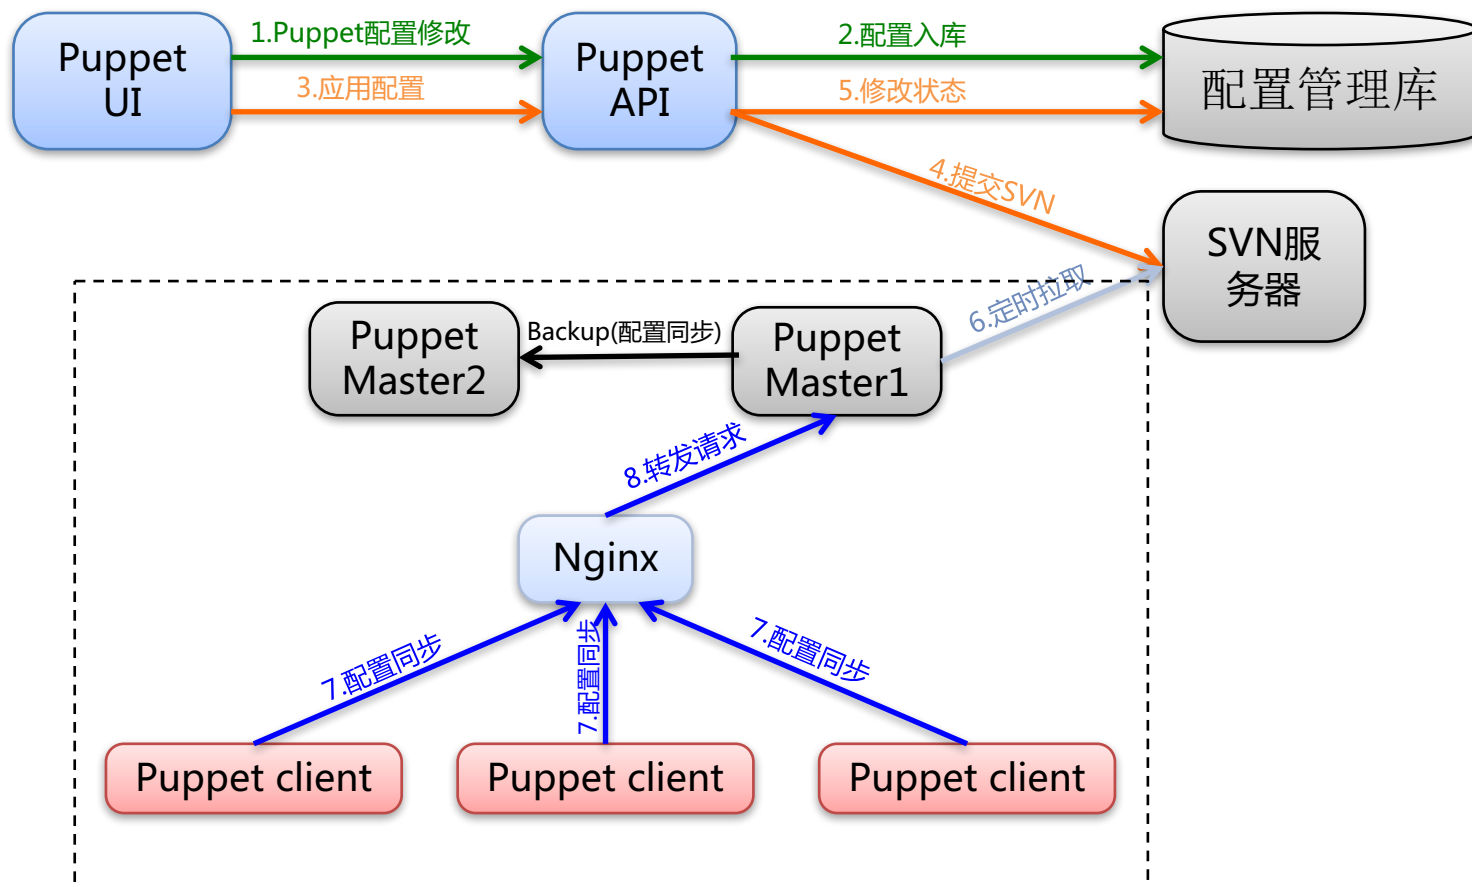 Puppet
UI
1.Puppet配置修改
3.应用配置
Puppet
API
2.配置入库
5.修改状态
配置管理库
4.提交SVN
SVN服
务器
6.定时拉取
Puppet
Master2
Backup(配置同步)
Puppet
Master1
8.转发请求
Nginx
7.配置同步
7.配置同步
7.配置同步
Puppet client
Puppet client
Puppet client